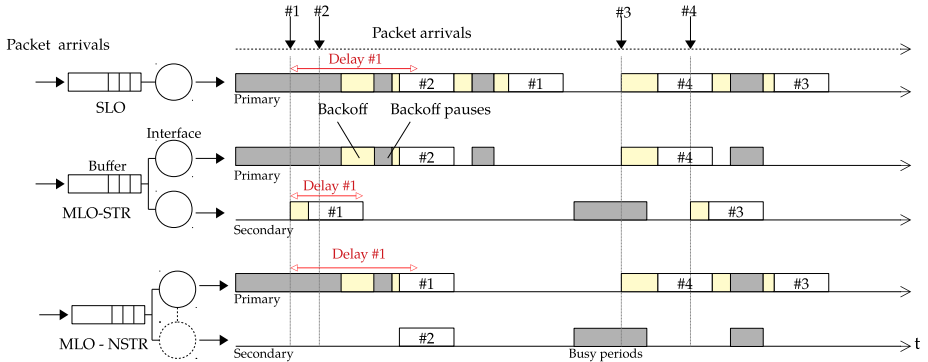 #1 #2 #3 #4
Packet arrivals
Packet arrivals
Delay #1
#2 #1 #4 #3
SLO
Primary
Backoff Backoff pauses
Interface
Buffer
#2 #4
Primary
Delay #1
MLO-STR
#1 #3
Secondary
Delay #1
#1 #4 #3
Primary
MLO - NSTR
#2
t
Secondary
Busy periods